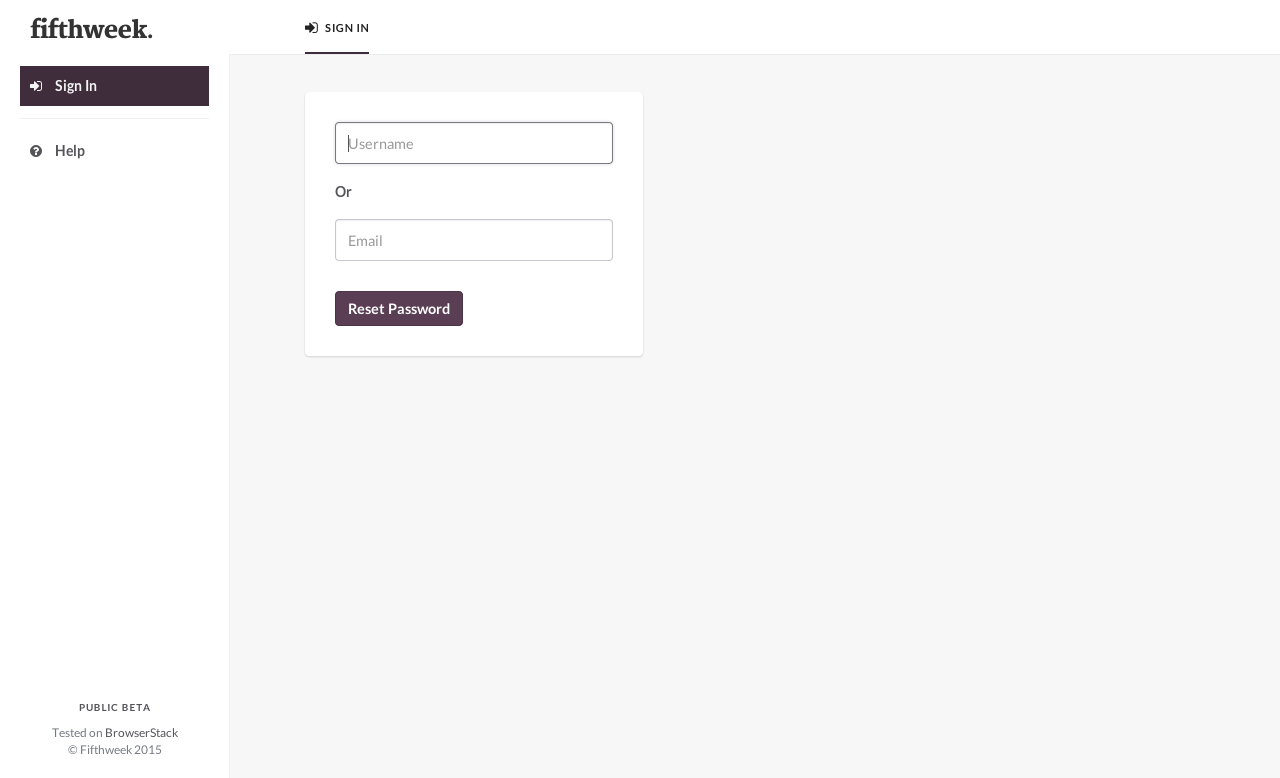 fifthweek.
Sign In
Help
SIGN IN
Username
Or
Email
Reset Password
PUBLIC BETA
Tested on BrowserStack
© Fifthweek 2015